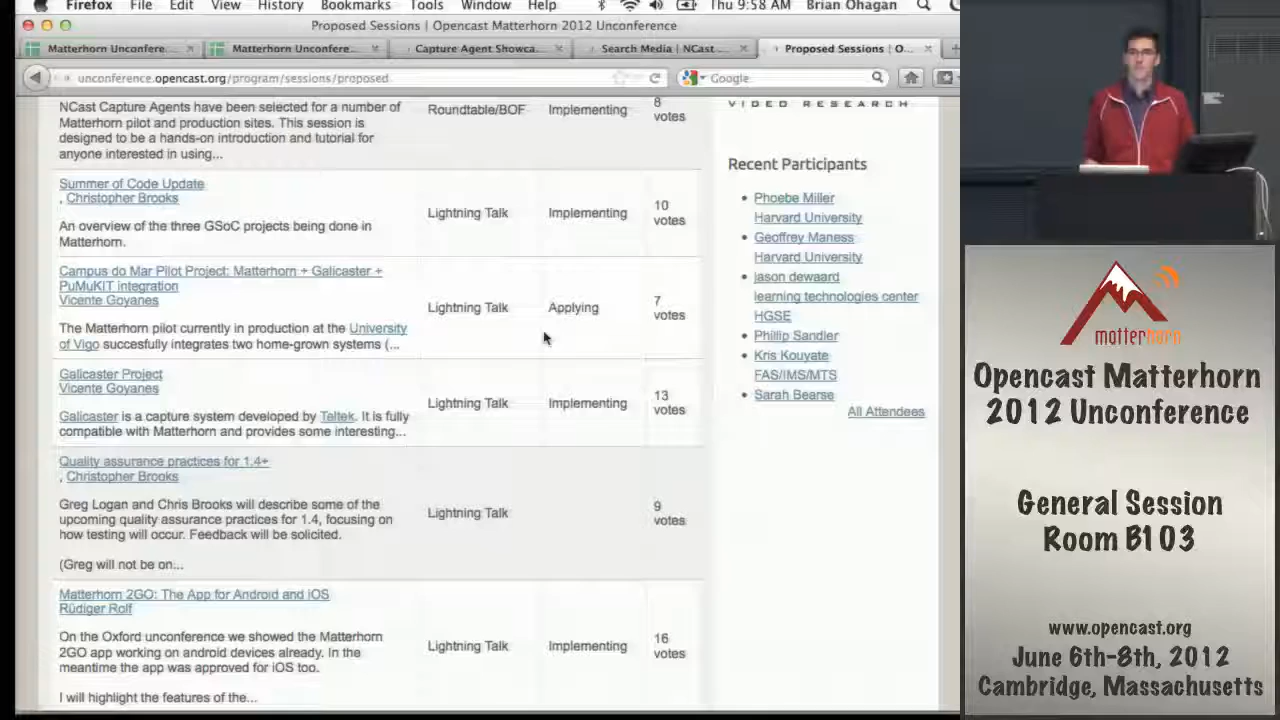 Firefox File Edit View History Bookmarks Tools Window Help Thu 9:58 AM Brian Ohagan
Proposed Sessions | Opencast Matterhorn 2012 Unconference
Matterhorn Unconfere... Matterhorn Unconfere... Capture Agent Showca... Search Media | NCast ... Proposed Sessions | O...
unconference.opencast.org/program/sessions/proposed
Google
NCast Capture Agents have been selected for a number of
Matterhorn pilot and production sites. This session is
designed to be a hands-on introduction and tutorial for
anyone interested in using...
Roundtable/BOF
Implementing
8
votes
Summer of Code Update
, Christopher Brooks
An overview of the three GSoC projects being done in
Matterhorn.
Lightning Talk
Implementing
10
votes
Campus do Mar Pilot Project: Matterhorn + Galicaster +
PuMuKIT integration
Vicente Goyanes
The Matterhorn pilot currently in production at the University
of Vigo succesfully integrates two home-grown systems (...
Lightning Talk
Applying
7
votes
Galicaster Project
Vicente Goyanes
Galicaster is a capture system developed by Teltek. It is fully
compatible with Matterhorn and provides some interesting...
Lightning Talk
Implementing
13
votes
Quality assurance practices for 1.4+
, Christopher Brooks
Greg Logan and Chris Brooks will describe some of the
upcoming quality assurance practices for 1.4, focusing on
how testing will occur. Feedback will be solicited.
(Greg will not be on...
Lightning Talk
9
votes
Matterhorn 2GO: The App for Android and iOS
Rüdiger Rolf
On the Oxford unconference we showed the Matterhorn
2GO app working on android devices already. In the
meantime the app was approved for iOS too.
I will highlight the features of the...
Lightning Talk
Implementing
16
votes
VIDEO RESEARCH
Recent Participants
Phoebe Miller
Harvard University
Geoffrey Maness
Harvard University
jason dewaard
learning technologies center
HGSE
Phillip Sandler
Kris Kouyate
FAS/IMS/MTS
Sarah Bearse
All Attendees
matterhorn
Opencast Matterhorn
2012 Unconference
General Session
Room B103
www.opencast.org
June 6th-8th, 2012
Cambridge, Massachusetts